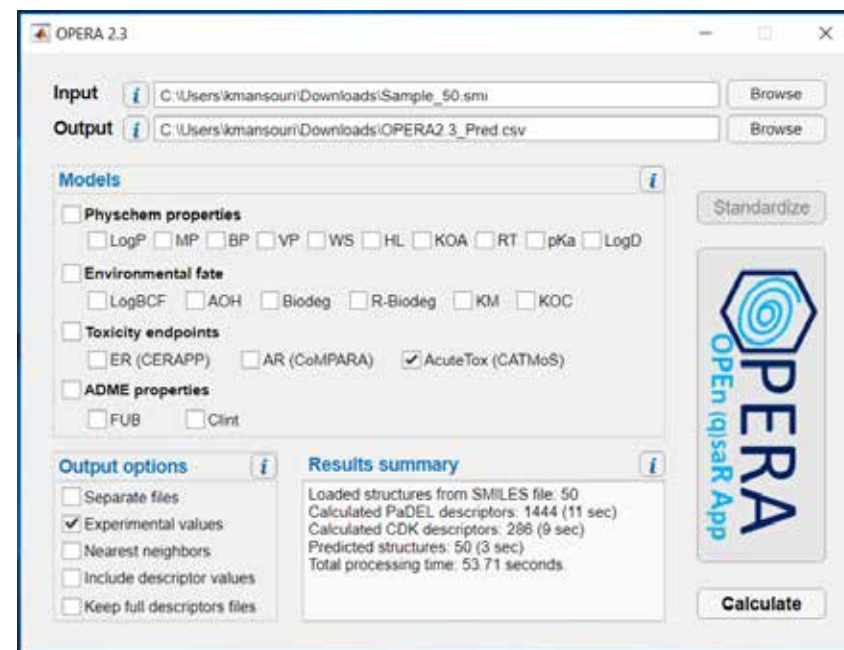 OPERA 2.3
Input i C:\Users\kmansouri\Downloads\Sample_50.smi Browse
Output i C:\Users\kmansouri\Downloads\OPERA2.3_Pred.csv Browse
Models i
Standardize
Physchem properties
LogP MP BP VP WS HL KOA RT pKa LogD
Environmental fate
LogBCF AOH Biodeg R-Biodeg KM KOC
Toxicity endpoints
ER (CERAPP) AR (CoMPARA) AcuteTox (CATMoS)
ADME properties
FUB Clint
OPERA
OPEn (q)saR App
Output options i
Separate files
Experimental values
Nearest neighbors
Include descriptor values
Keep full descriptors files
Results summary i
Loaded structures from SMILES file: 50
Calculated PaDEL descriptors: 1444 (11 sec)
Calculated CDK descriptors: 286 (9 sec)
Predicted structures: 50 (3 sec)
Total processing time: 53.71 seconds
Calculate